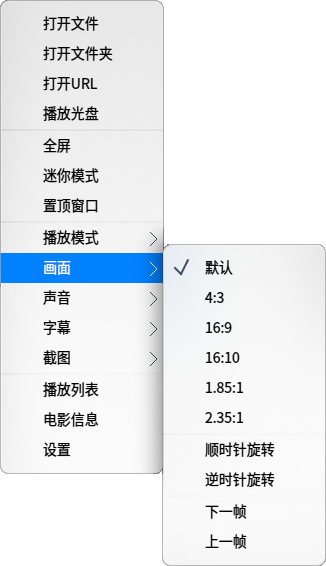 打开文件
打开文件夹
打开URL
播放光盘
全屏
迷你模式
置顶窗口
播放模式
画面
声音
字幕
截图
播放列表
电影信息
设置
默认
4:3
16:9
16:10
1.85:1
2.35:1
顺时针旋转
逆时针旋转
下一帧
上一帧